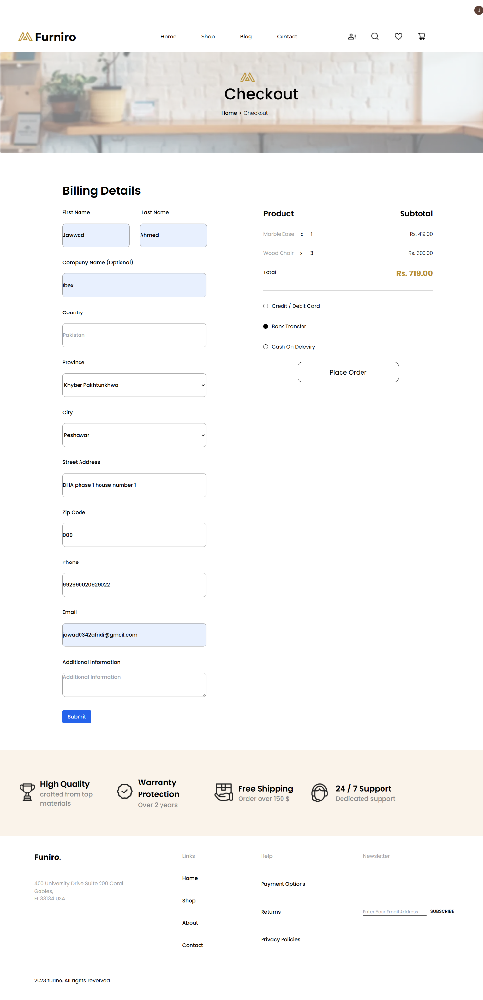 J
Furniro
Home
Shop
Blog
Contact
Checkout
Home > Checkout
Billing Details
First Name
Last Name
Jawwad
Ahmed
Company Name (Optional)
Ibex
Country
Pakistan
Province
Khyber Pakhtunkhwa
City
Peshawar
Street Address
DHA phase 1 house number 1
Zip Code
009
Phone
992990020929022
Email
jawad0342afridi@gmail.com
Additional Information
Additional Information
Submit
Product
Subtotal
Marble Ease x 1
Rs. 419.00
Wood Chair x 3
Rs. 300.00
Total
Rs. 719.00
Credit / Debit Card
Bank Transfer
Cash On Deleviry
Place Order
High Quality
crafted from top
materials
Warranty
Protection
Over 2 years
Free Shipping
Order over 150 $
24 / 7 Support
Dedicated support
Funiro.
400 University Drive Suite 200 Coral
Gables,
FL 33134 USA
Links
Home
Shop
About
Contact
Help
Payment Options
Returns
Privacy Policies
Newsletter
Enter Your Email Address
SUBSCRIBE
2023 furino. All rights reverved